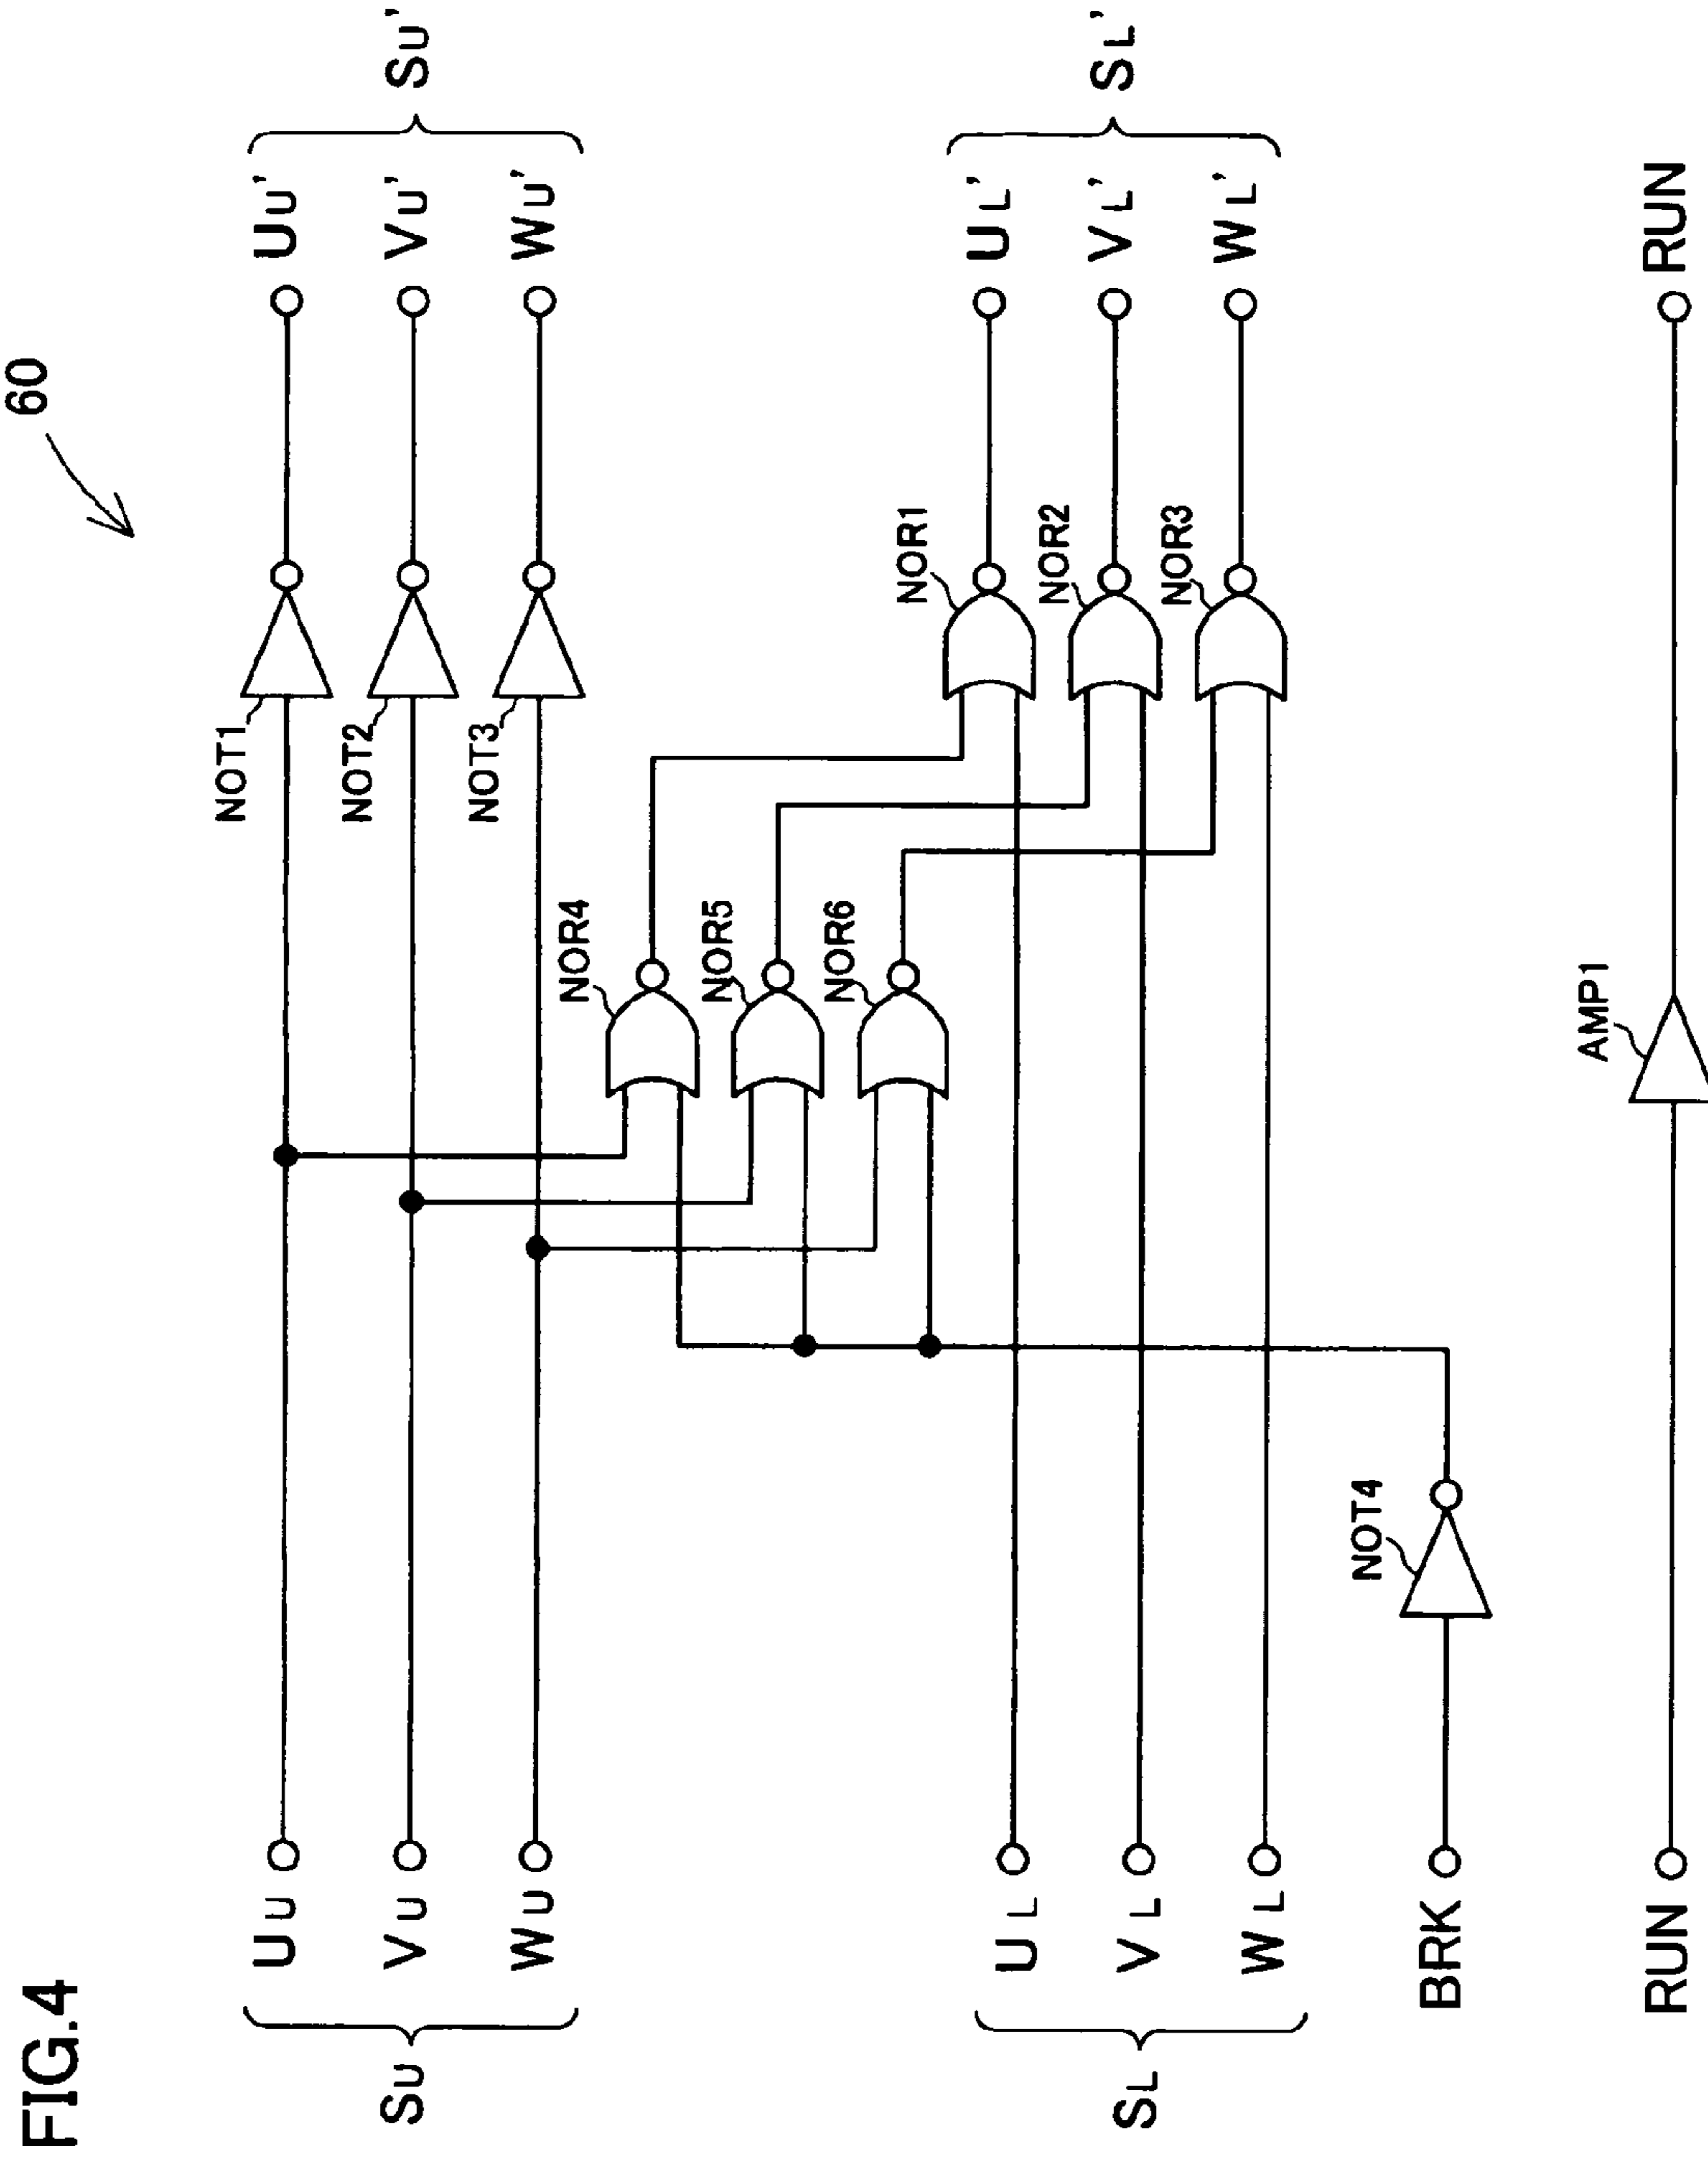 FIG.4
60
SU
UU
VU
WU
NOT1
NOT2
NOT3
UU'
VU'
WU'
SU'
NOR4
NOR5
NOR6
NOR1
NOR2
NOR3
SL
UL
VL
WL
UL'
VL'
WL'
SL'
BRK
NOT4
RUN
AMP1
RUN